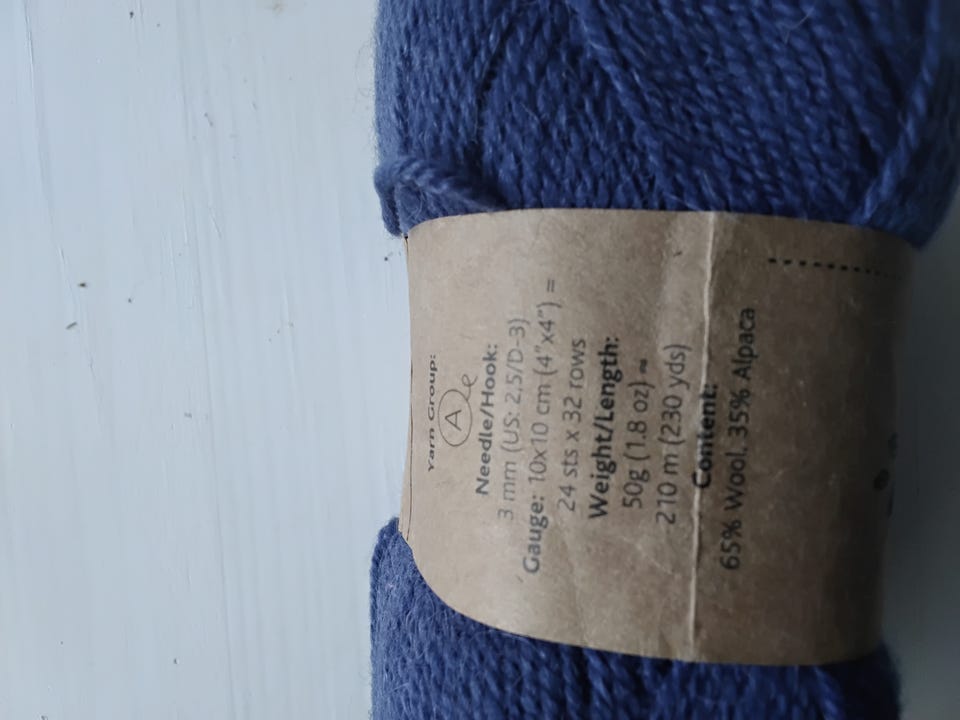 Yarn Group:
A
Needle/Hook:
3 mm (US: 2,5/D-3)
Gauge: 10x10 cm (4”x4”) =
24 sts x 32 rows
Weight/Length:
50g (1.8 oz) ≈
210 m (230 yds)
Content:
65% Wool, 35% Alpaca